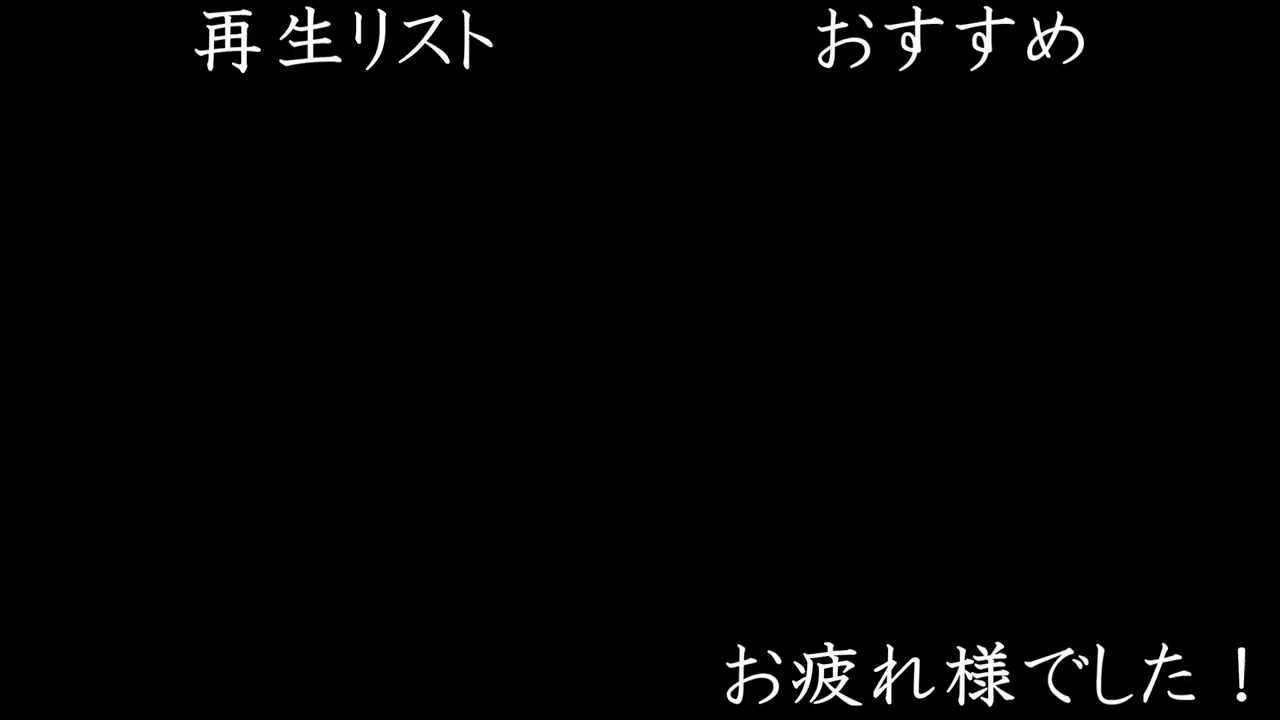 再生リスト
おすすめ
お疲れ様でした！